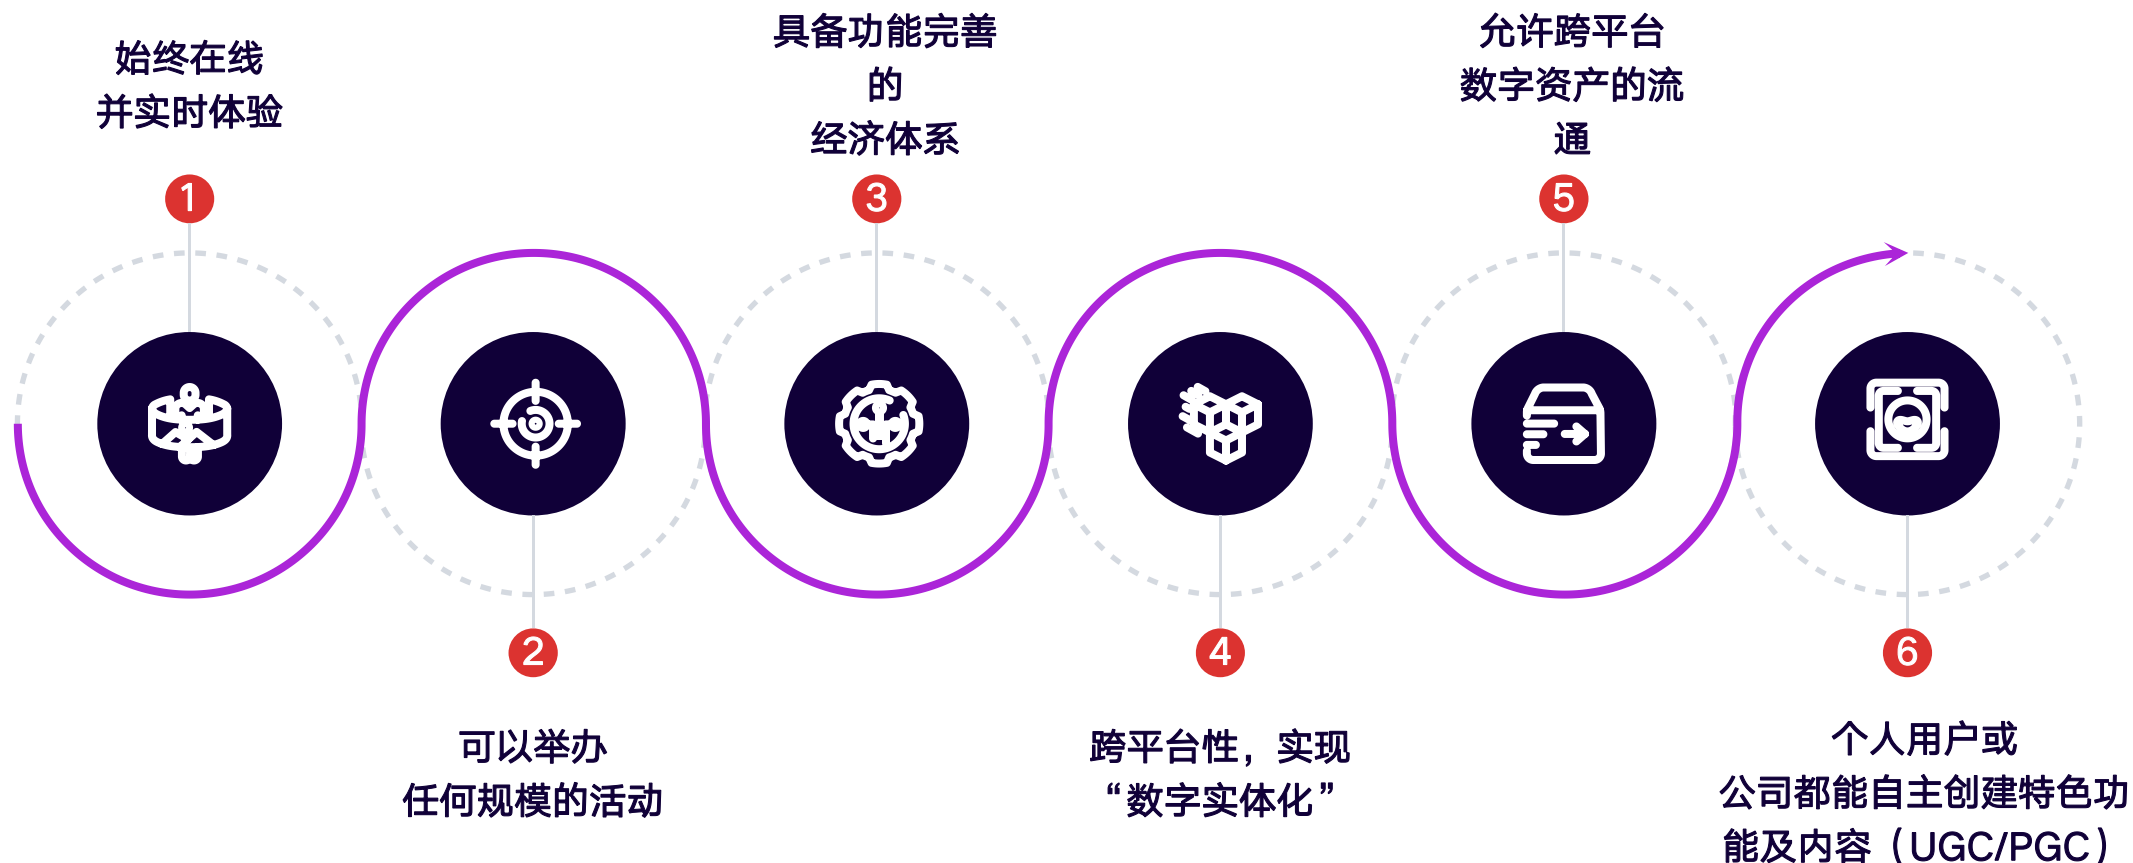 始终在线
并实时体验
1
可以举办
任何规模的活动
2
具备功能完善
的
经济体系
3
跨平台性，实现
“数字实体化”
4
允许跨平台
数字资产的流
通
5
个人用户或
公司都能自主创建特色功
能及内容（UGC/PGC）
6